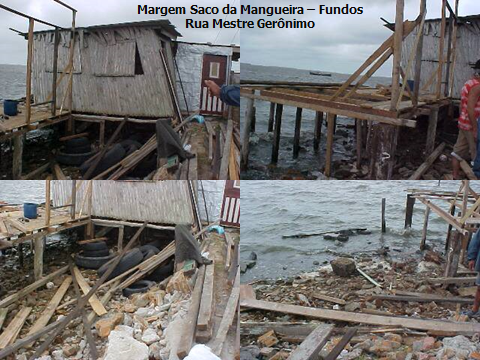 Margem Saco da Mangueira – Fundos
Rua Mestre Gerônimo